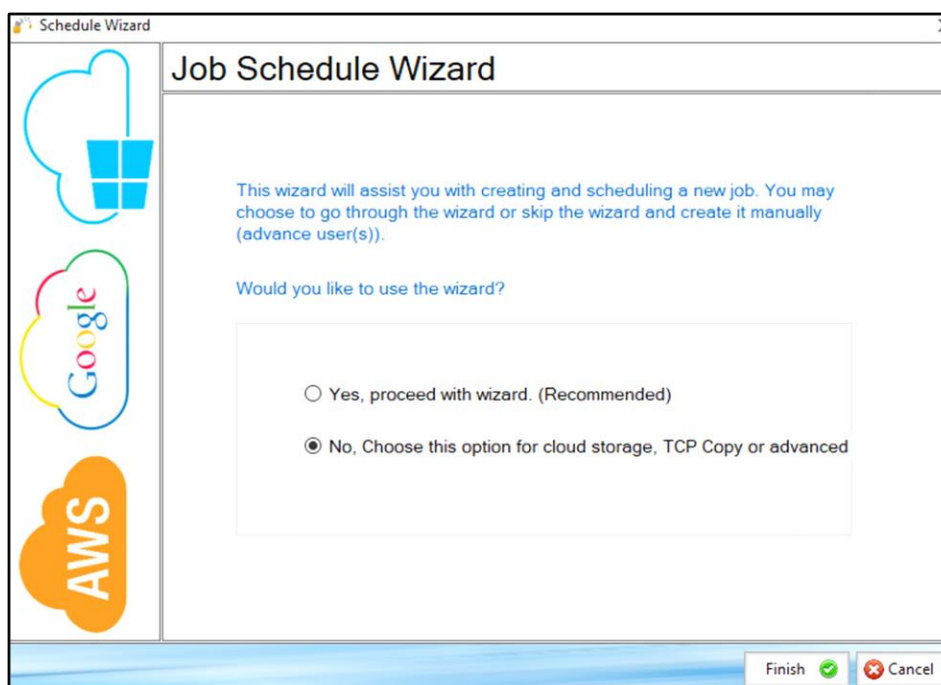 Schedule Wizard
Job Schedule Wizard
This wizard will assist you with creating and scheduling a new job. You may
choose to go through the wizard or skip the wizard and create it manually
(advance user(s)).
Would you like to use the wizard?
Yes, proceed with wizard. (Recommended)
No, Choose this option for cloud storage, TCP Copy or advanced
Google
AWS
Finish
Cancel